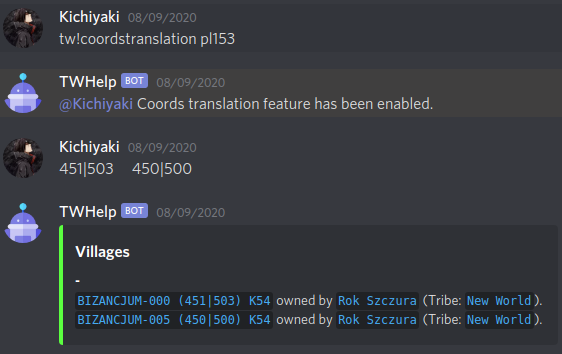 Kichiyaki 08/09/2020
tw!coordstranslation pl153
TWHelp BOT 08/09/2020
@Kichiyaki Coords translation feature has been enabled.
Kichiyaki 08/09/2020
451|503 450|500
TWHelp BOT 08/09/2020
Villages
-
BIZANCJUM-000 (451|503) K54 owned by Rok Szczura (Tribe: New World).
BIZANCJUM-005 (450|500) K54 owned by Rok Szczura (Tribe: New World).